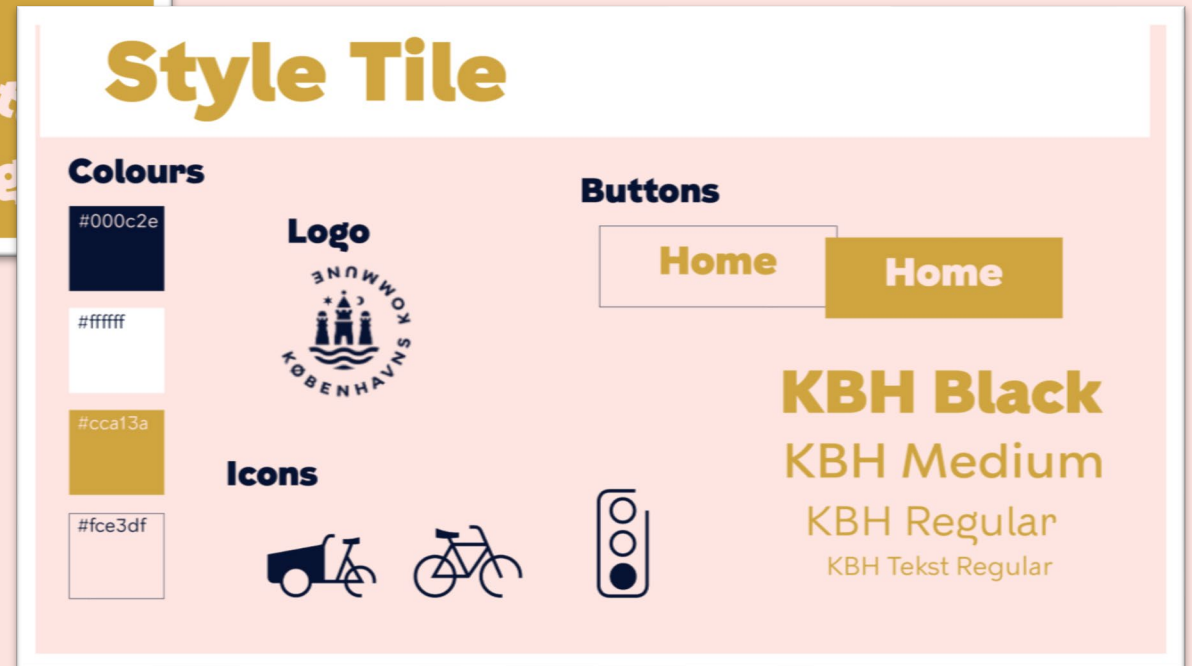 Style Tile
Colours
#000c2e
#ffffff
#cca13a
#fce3df
Logo
KØBENHAVNS KOMMUNE
Icons
Buttons
Home
Home
KBH Black
KBH Medium
KBH Regular
KBH Tekst Regular